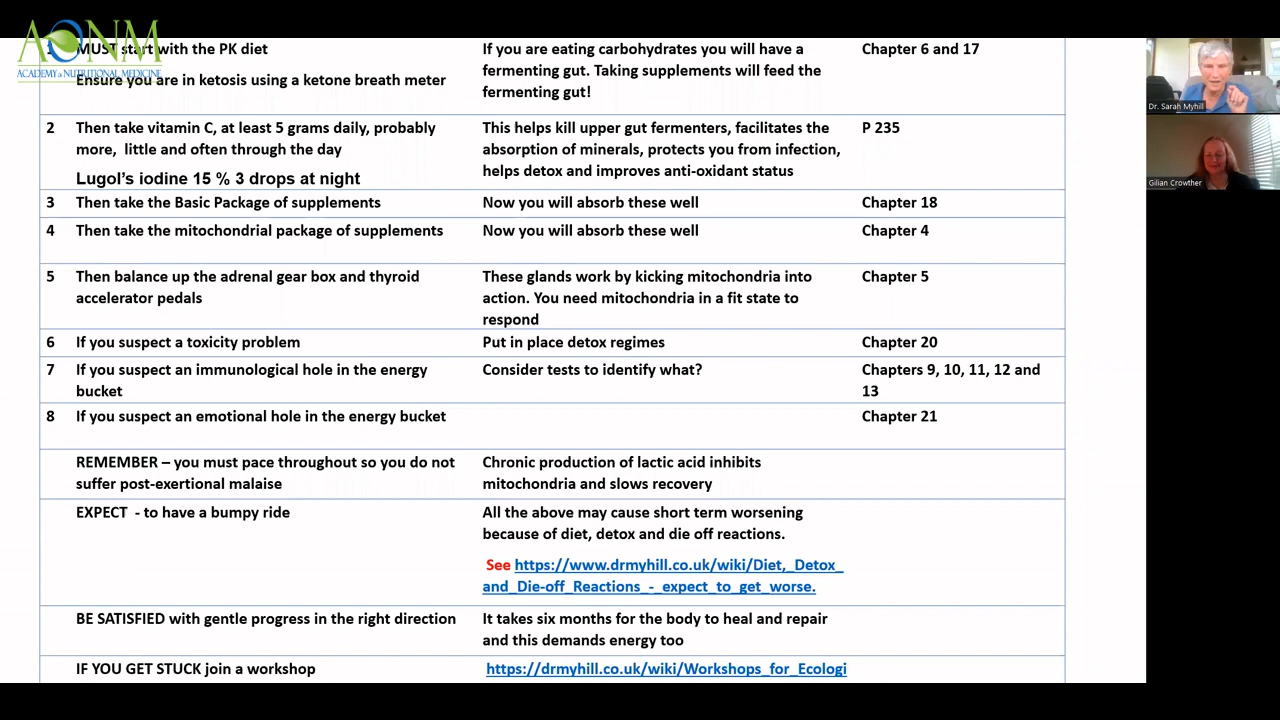 AONM
ACADEMY of NUTRITIONAL MEDICINE
1 MUST start with the PK diet
Ensure you are in ketosis using a ketone breath meter
If you are eating carbohydrates you will have a
fermenting gut. Taking supplements will feed the
fermenting gut!
Chapter 6 and 17
2 Then take vitamin C, at least 5 grams daily, probably
more, little and often through the day
Lugol's iodine 15 % 3 drops at night
This helps kill upper gut fermenters, facilitates the
absorption of minerals, protects you from infection,
helps detox and improves anti-oxidant status
P 235
3 Then take the Basic Package of supplements
Now you will absorb these well
Chapter 18
4 Then take the mitochondrial package of supplements
Now you will absorb these well
Chapter 4
5 Then balance up the adrenal gear box and thyroid
accelerator pedals
These glands work by kicking mitochondria into
action. You need mitochondria in a fit state to
respond
Chapter 5
6 If you suspect a toxicity problem
Put in place detox regimes
Chapter 20
7 If you suspect an immunological hole in the energy
bucket
Consider tests to identify what?
Chapters 9, 10, 11, 12 and
13
8 If you suspect an emotional hole in the energy bucket
Chapter 21
REMEMBER – you must pace throughout so you do not
suffer post-exertional malaise
Chronic production of lactic acid inhibits
mitochondria and slows recovery
EXPECT - to have a bumpy ride
All the above may cause short term worsening
because of diet, detox and die off reactions.
See https://www.drmyhill.co.uk/wiki/Diet,_Detox_
and_Die-off_Reactions_-_expect_to_get_worse.
BE SATISFIED with gentle progress in the right direction
It takes six months for the body to heal and repair
and this demands energy too
IF YOU GET STUCK join a workshop
https://drmyhill.co.uk/wiki/Workshops_for_Ecologi
Dr. Sarah Myhill
Gilian Crowther